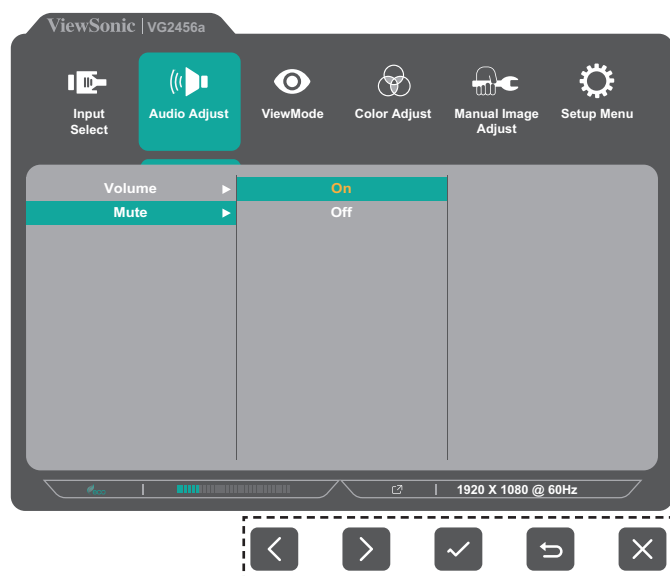 ViewSonic VG2456a
Input Select
Audio Adjust
ViewMode
Color Adjust
Manual Image Adjust
Setup Menu
Volume
On
Mute
Off
eco
1920 X 1080 @ 60Hz